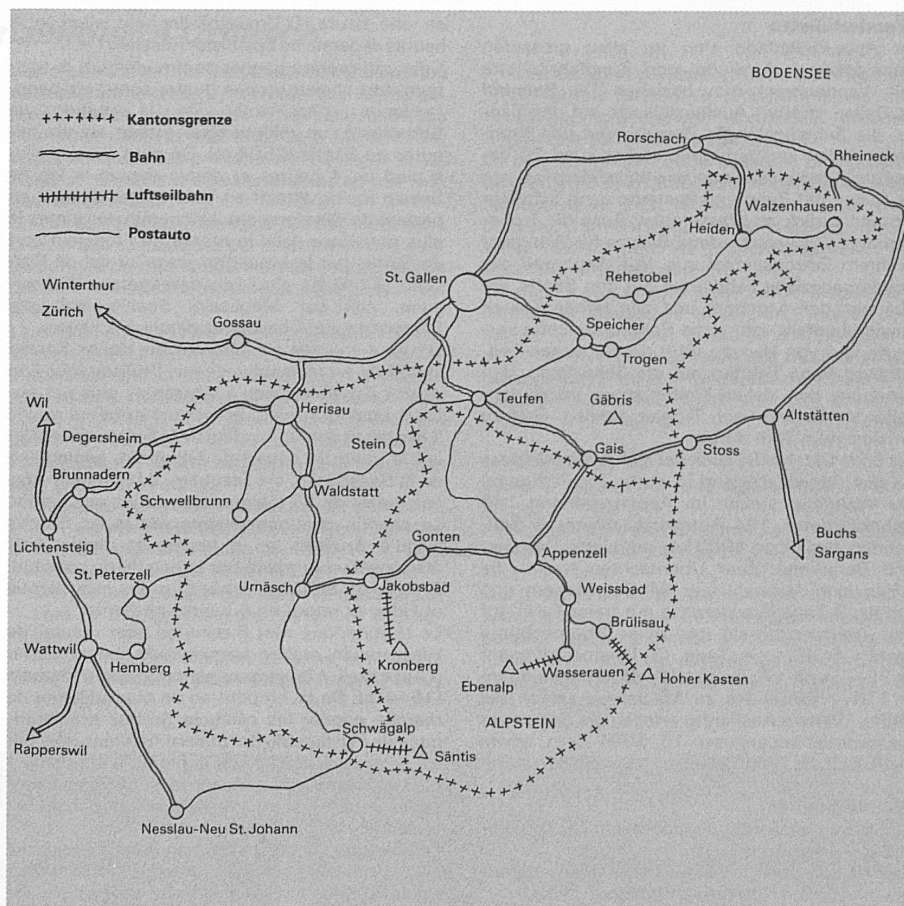 BODENSEE
Kantonsgrenze
Bahn
Luftseilbahn
Postauto
Rorschach
Rheineck
Walzenhausen
Heiden
St. Gallen
Rehetobel
Winterthur
Zürich
Gossau
Speicher
Trogen
Wil
Herisau
Teufen
Gäbris
Altstätten
Degersheim
Stein
Gais
Stoss
Brunnadern
Schwellbrunn
Waldstatt
Lichtensteig
Gonten
Appenzell
Buchs
Sargans
St. Peterzell
Urnäsch
Jakobsbad
Weissbad
Brülisau
Wattwil
Hemberg
Kronberg
Ebenalp
Wasserauen
Hoher Kasten
Rapperswil
Schwägalp
ALPSTEIN
Säntis
Nesslau-Neu St. Johann